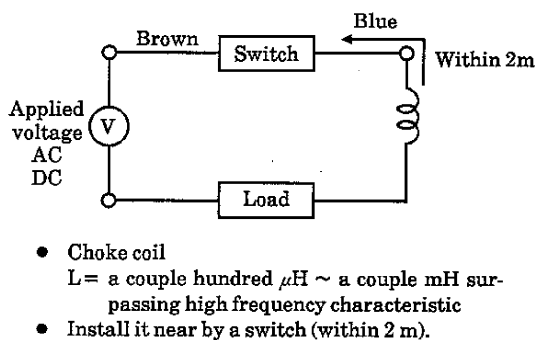 Blue
Brown
Switch
Within 2m
Applied
voltage
AC
DC
V
Load
● Choke coil
L= a couple hundred μH ~ a couple mH sur-
passing high frequency characteristic
● Install it near by a switch (within 2 m).